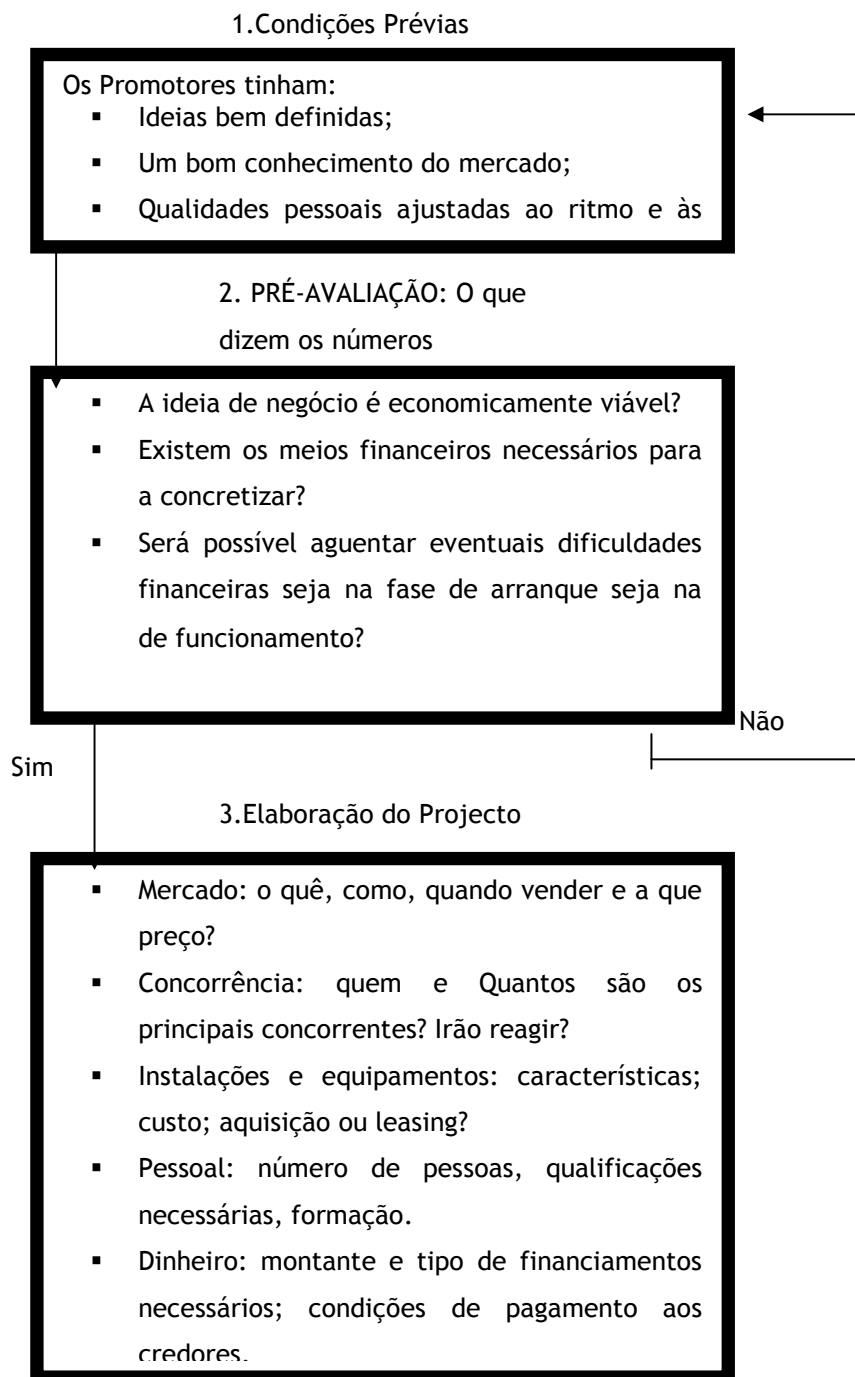 1.Condições Prévias
Os Promotores tinham:
▪ Ideias bem definidas;
▪ Um bom conhecimento do mercado;
▪ Qualidades pessoais ajustadas ao ritmo e às
2. PRÉ-AVALIAÇÃO: O que
dizem os números
▪ A ideia de negócio é economicamente viável?
▪ Existem os meios financeiros necessários para
a concretizar?
▪ Será possível aguentar eventuais dificuldades
financeiras seja na fase de arranque seja na
de funcionamento?
Não
Sim
3.Elaboração do Projecto
▪ Mercado: o quê, como, quando vender e a que
preço?
▪ Concorrência: quem e Quantos são os
principais concorrentes? Irão reagir?
▪ Instalações e equipamentos: características;
custo; aquisição ou leasing?
▪ Pessoal: número de pessoas, qualificações
necessárias, formação.
▪ Dinheiro: montante e tipo de financiamentos
necessários; condições de pagamento aos
credores.